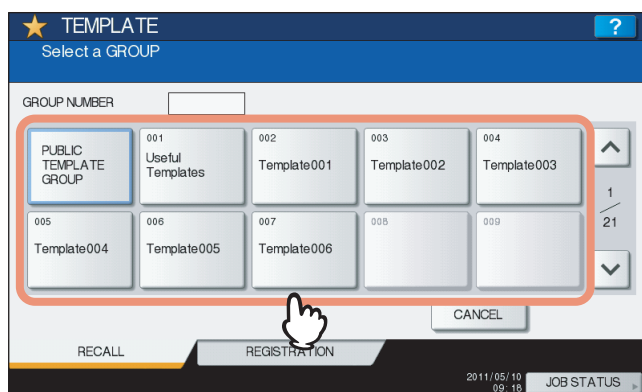 TEMPLATE
?
Select a GROUP
GROUP NUMBER
PUBLIC
TEMPLATE
GROUP
001
Useful
Templates
002
Template001
003
Template002
004
Template003
1
21
005
Template004
006
Template005
007
Template006
008
009
CANCEL
RECALL
REGISTRATION
2011/05/10
09:18
JOB STATUS